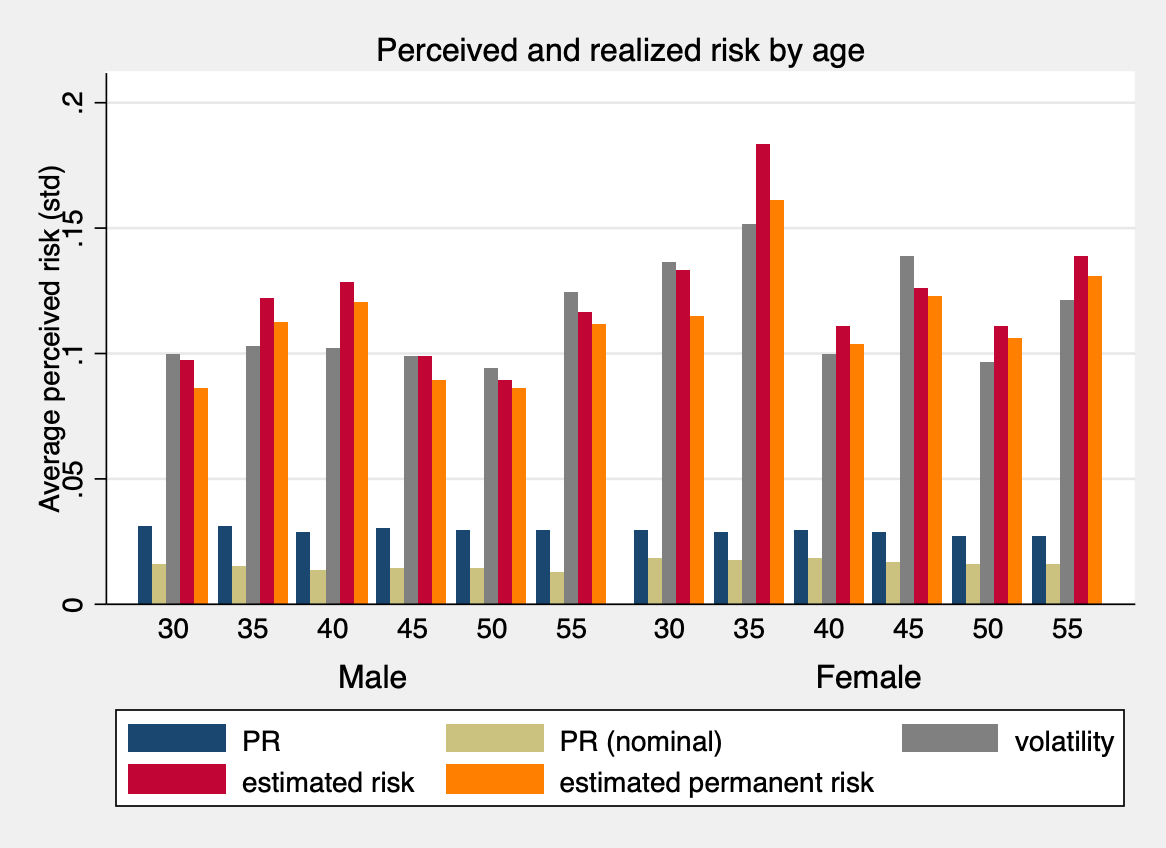 Perceived and realized risk by age
Average perceived risk (std)
.2
.15
.1
.05
0
30 35 40 45 50 55 30 35 40 45 50 55
Male Female
PR PR (nominal) volatility
estimated risk estimated permanent risk